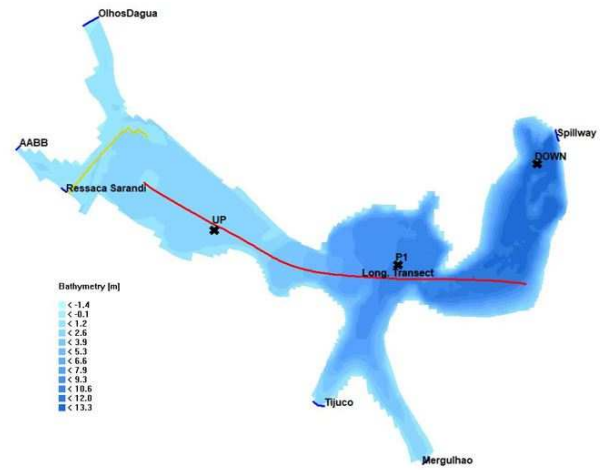 OlhosDagua
Spillway
AABB
DOWN
Ressaca Sarandi
UP
P1
Long. Transect
Bathymetry [m]
< -1.4
< -0.1
< 1.2
< 2.6
< 3.9
< 5.3
< 6.6
< 7.9
< 9.3
< 10.6
< 12.0
< 13.3
Tijuco
Mergulhao